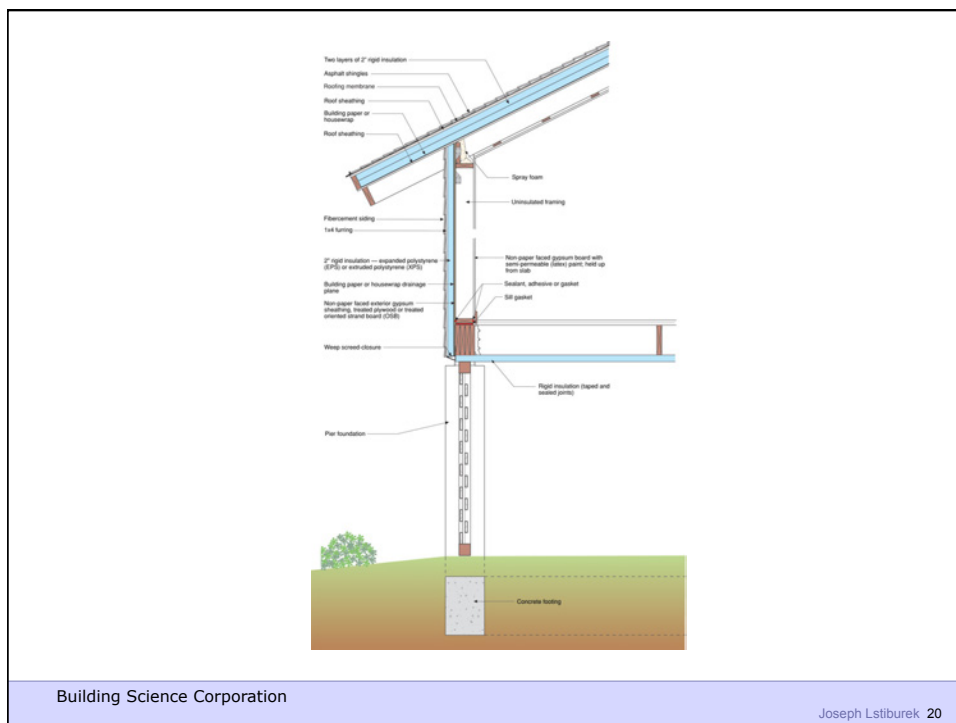 Two layers of 2" rigid insulation
Asphalt shingles
Roofing membrane
Roof sheathing
Building paper or
housewrap
Roof sheathing
Spray foam
Uninsulated framing
Fibercement siding
1x4 furring
2" rigid insulation — expanded polystyrene
(EPS) or extruded polystyrene (XPS)
Non-paper faced gypsum board with
semi-permeable (latex) paint; held up
from slab
Building paper or housewrap drainage
plane
Sealant, adhesive or gasket
Sill gasket
Non-paper faced exterior gypsum
sheathing, treated plywood or treated
oriented strand board (OSB)
Weep screed closure
Rigid insulation (taped and
sealed joints)
Pier foundation
Concrete footing
Building Science Corporation
Joseph Lstiburek 20